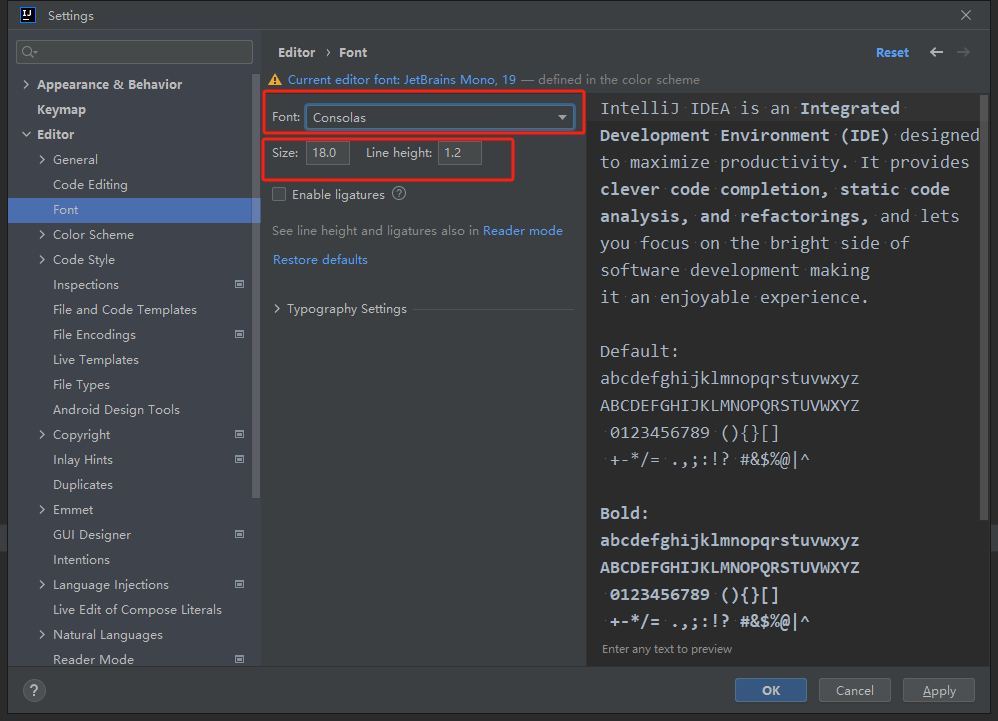 IJ Settings
Appearance & Behavior
Keymap
Editor
General
Code Editing
Font
Color Scheme
Code Style
Inspections
File and Code Templates
File Encodings
Live Templates
File Types
Android Design Tools
Copyright
Inlay Hints
Duplicates
Emmet
GUI Designer
Intentions
Language Injections
Live Edit of Compose Literals
Natural Languages
Reader Mode
Editor › Font
Reset
Current editor font: JetBrains Mono, 19 — defined in the color scheme
Font: Consolas
Size: 18.0 Line height: 1.2
Enable ligatures ?
See line height and ligatures also in Reader mode
Restore defaults
Typography Settings
IntelliJ IDEA is an Integrated
Development Environment (IDE) designed
to maximize productivity. It provides
clever code completion, static code
analysis, and refactorings, and lets
you focus on the bright side of
software development making
it an enjoyable experience.
Default:
abcdefghijklmnopqrstuvwxyz
ABCDEFGHIJKLMNOPQRSTUVWXYZ
0123456789 (){}[]
+-*/= .,;:!? #&$%@|^
Bold:
abcdefghijklmnopqrstuvwxyz
ABCDEFGHIJKLMNOPQRSTUVWXYZ
0123456789 (){}[]
+-*/= .,;:!? #&$%@|^
Enter any text to preview
?
OK Cancel Apply